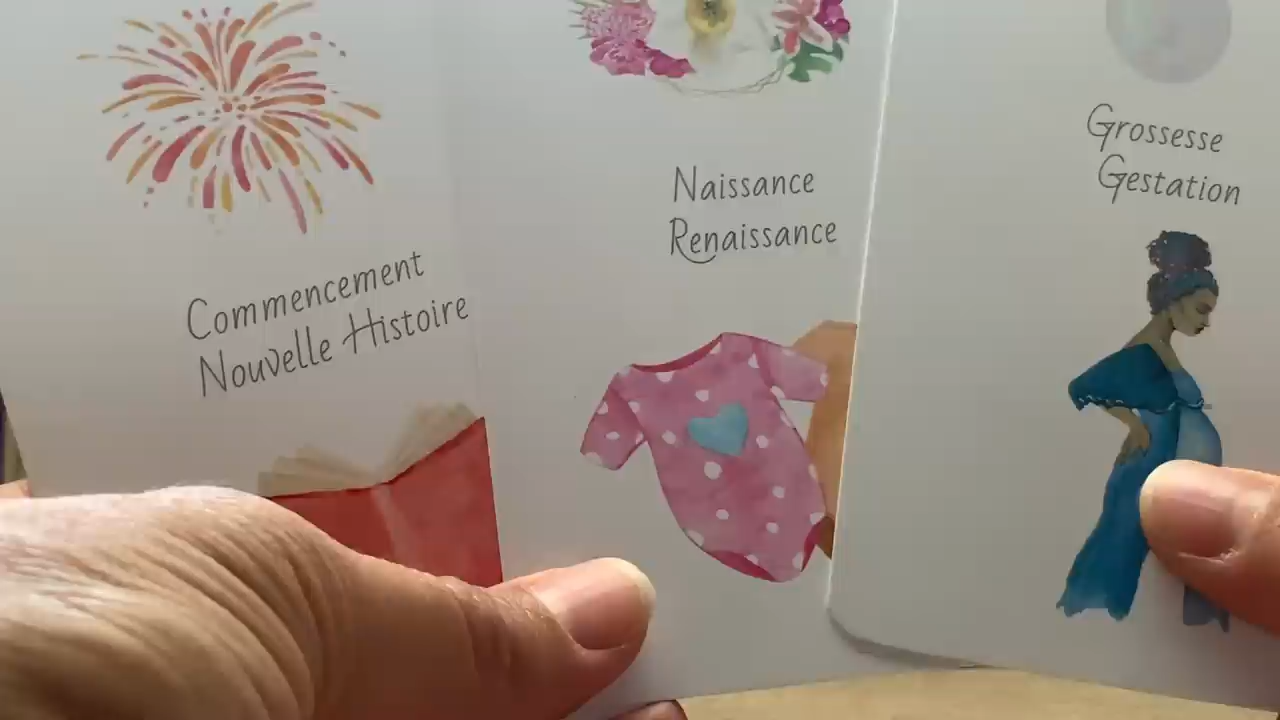 Commencement
Nouvelle Histoire
Naissance
Renaissance
Grossesse
Gestation